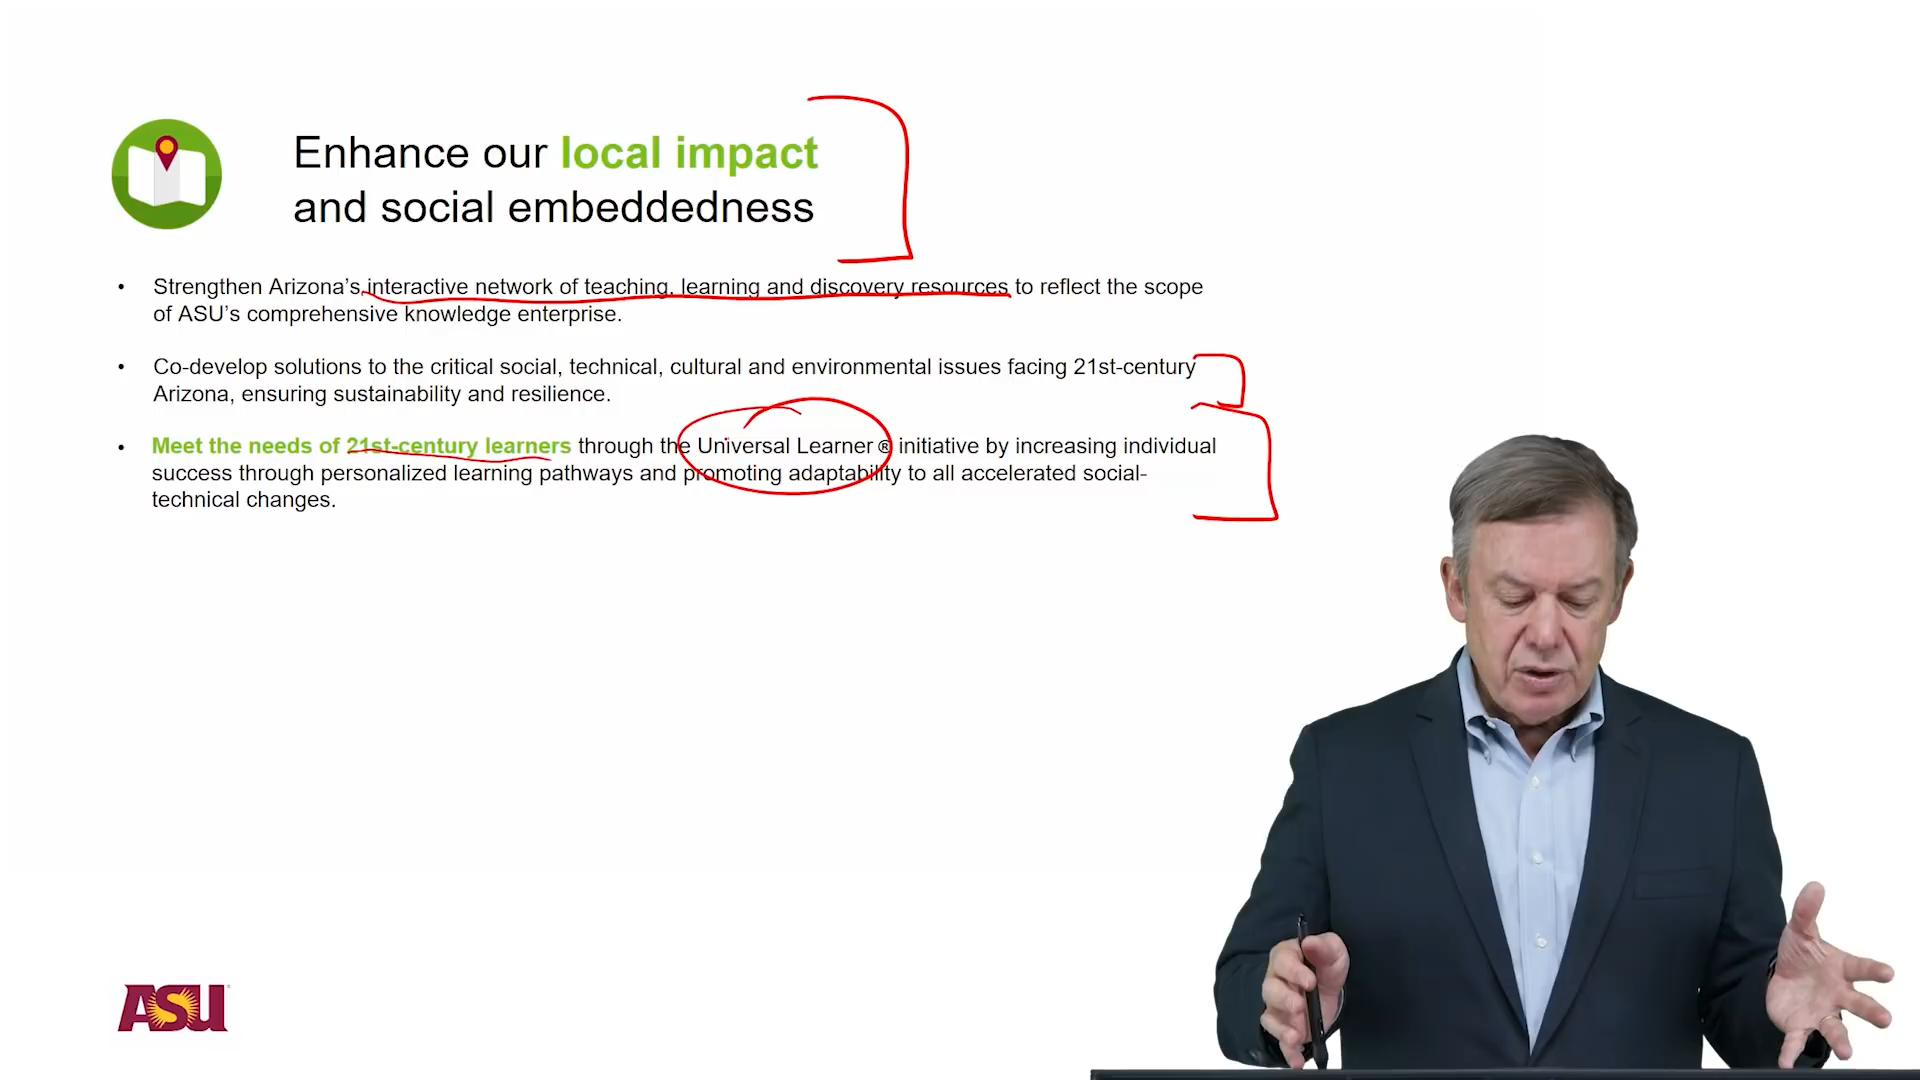 Enhance our local impact
and social embeddedness
• Strengthen Arizona’s interactive network of teaching, learning and discovery resources to reflect the scope
of ASU’s comprehensive knowledge enterprise.
• Co-develop solutions to the critical social, technical, cultural and environmental issues facing 21st-century
Arizona, ensuring sustainability and resilience.
• Meet the needs of 21st-century learners through the Universal Learner ® initiative by increasing individual
success through personalized learning pathways and promoting adaptability to all accelerated social-
technical changes.
ASU